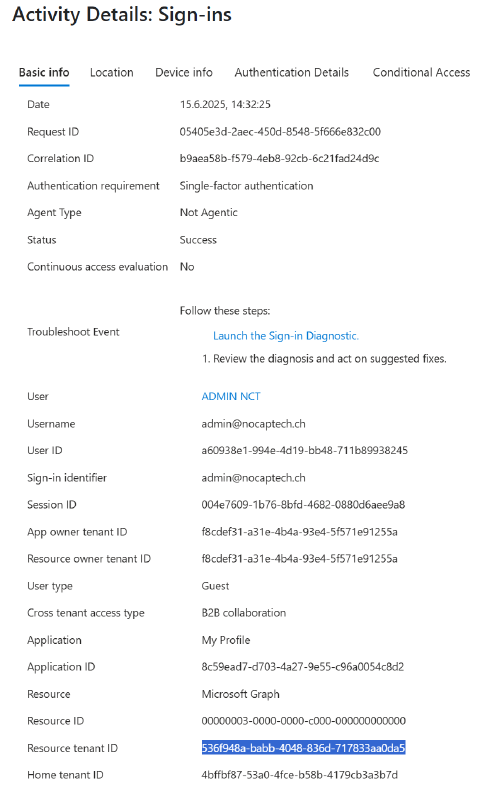 Activity Details: Sign-ins
Basic info Location Device info Authentication Details Conditional Access
Date 15.6.2025, 14:32:25
Request ID 05405e3d-2aec-450d-8548-5f666e832c00
Correlation ID b9aea58b-f579-4eb8-92cb-6c21fad24d9c
Authentication requirement Single-factor authentication
Agent Type Not Agentic
Status Success
Continuous access evaluation No
Follow these steps:
Troubleshoot Event Launch the Sign-in Diagnostic.
1. Review the diagnosis and act on suggested fixes.
User ADMIN NCT
Username admin@nocaptech.ch
User ID a60938e1-994e-4d19-bb48-711b89938245
Sign-in identifier admin@nocaptech.ch
Session ID 004e7609-1b76-8bfd-4682-0880d6aee9a8
App owner tenant ID f8cdef31-a31e-4b4a-93e4-5f571e91255a
Resource owner tenant ID f8cdef31-a31e-4b4a-93e4-5f571e91255a
User type Guest
Cross tenant access type B2B collaboration
Application My Profile
Application ID 8c59ead7-d703-4a27-9e55-c96a0054c8d2
Resource Microsoft Graph
Resource ID 00000003-0000-0000-c000-000000000000
Resource tenant ID 536f948a-babb-4048-836d-717833aa0da5
Home tenant ID 4bffbf87-53a0-4fce-b58b-4179cb3a3b7d